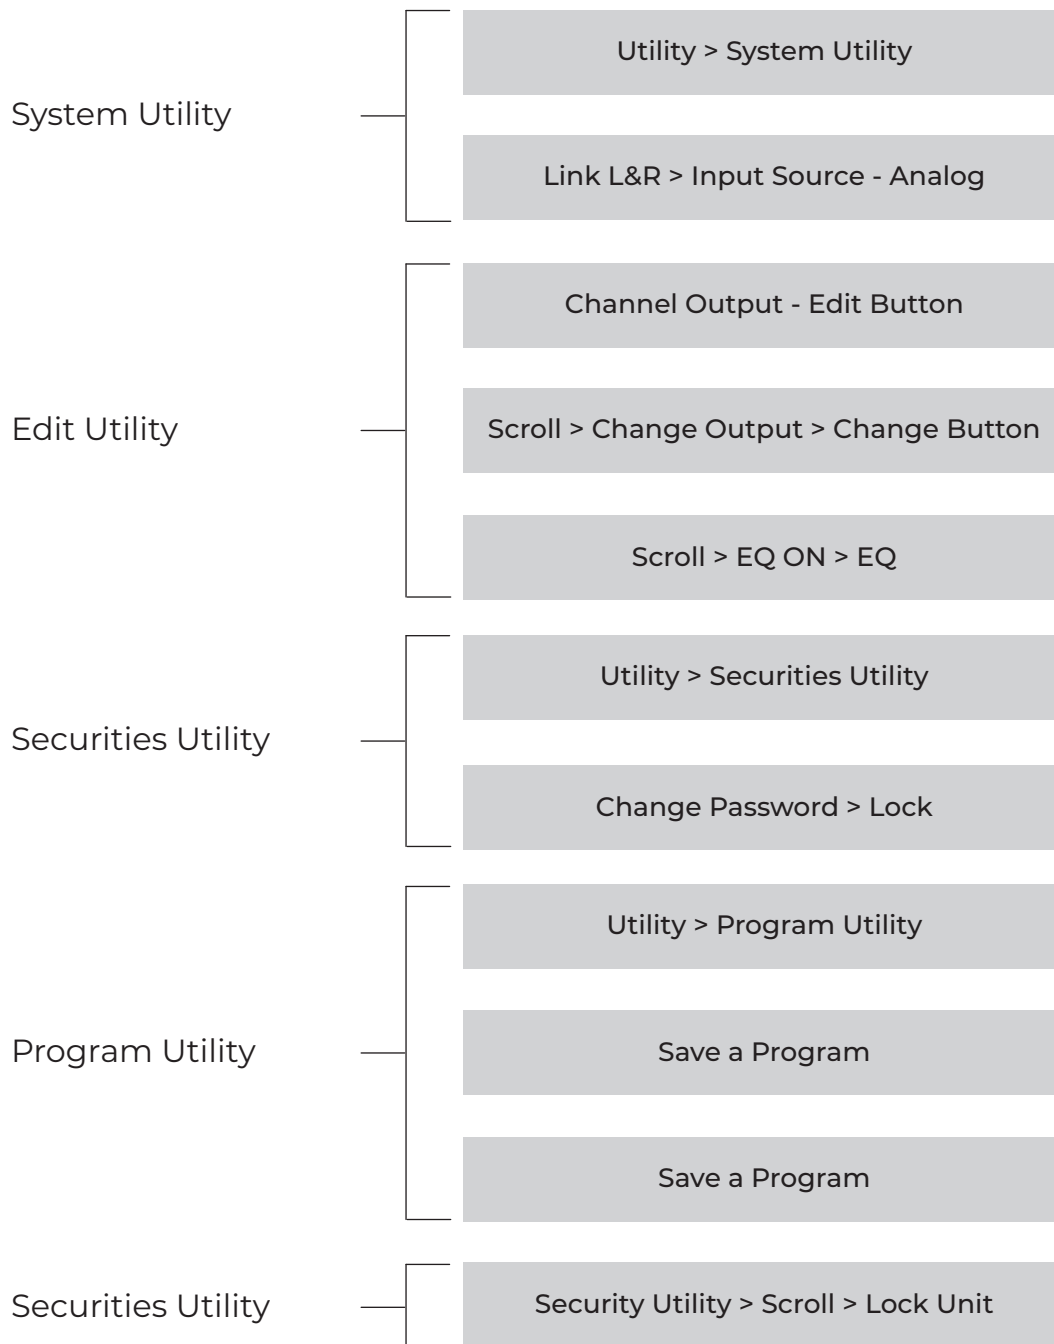 System Utility
Utility > System Utility
Link L&R > Input Source - Analog
Edit Utility
Channel Output - Edit Button
Scroll > Change Output > Change Button
Scroll > EQ ON > EQ
Securities Utility
Utility > Securities Utility
Change Password > Lock
Program Utility
Utility > Program Utility
Save a Program
Save a Program
Securities Utility
Security Utility > Scroll > Lock Unit